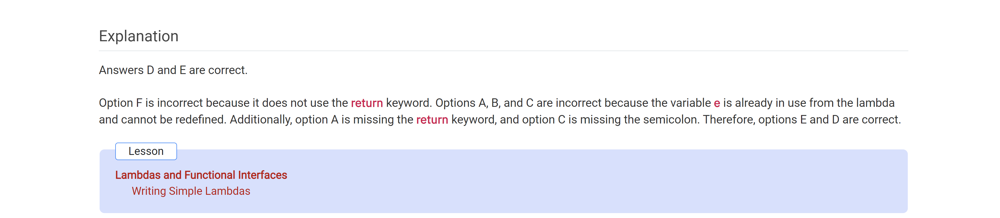 Explanation
Answers D and E are correct.
Option F is incorrect because it does not use the return keyword. Options A, B, and C are incorrect because the variable e is already in use from the lambda
and cannot be redefined. Additionally, option A is missing the return keyword, and option C is missing the semicolon. Therefore, options E and D are correct.
Lesson
Lambdas and Functional Interfaces
Writing Simple Lambdas